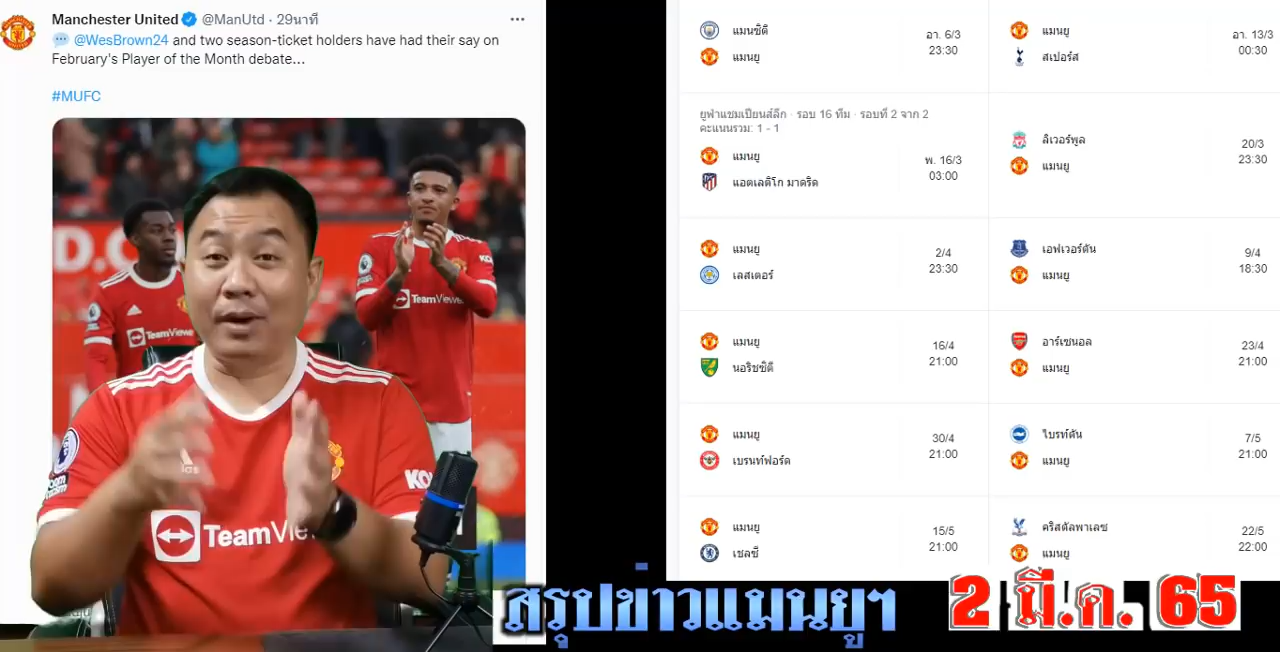 Manchester United @ManUtd · 29นาที
💬 @WesBrown24 and two season-ticket holders have had their say on
February's Player of the Month debate...
#MUFC
D.C
TeamViewer
TeamViewe
KO
TeamVie
แมนซิตี
แมนยู
อา. 6/3
23:30
แมนยู
สเปอร์ส
อา. 13/3
00:30
ยูฟ่าแชมเปียนส์ลีก · รอบ 16 ทีม · รอบที่ 2 จาก 2
คะแนนรวม: 1 - 1
แมนยู
แอตเลติโก มาดริด
พ. 16/3
03:00
ลิเวอร์พูล
แมนยู
20/3
23:30
แมนยู
เลสเตอร์
2/4
23:30
เอฟเวอร์ตัน
แมนยู
9/4
18:30
แมนยู
นอริชซิตี
16/4
21:00
อาร์เซนอล
แมนยู
23/4
21:00
แมนยู
เบรนท์ฟอร์ด
30/4
21:00
ไบรท์ตัน
แมนยู
7/5
21:00
แมนยู
เชลซี
15/5
21:00
คริสตัลพาเลซ
แมนยู
22/5
22:00
สรุปข่าวแมนยูฯ
2 มี.ค. 65